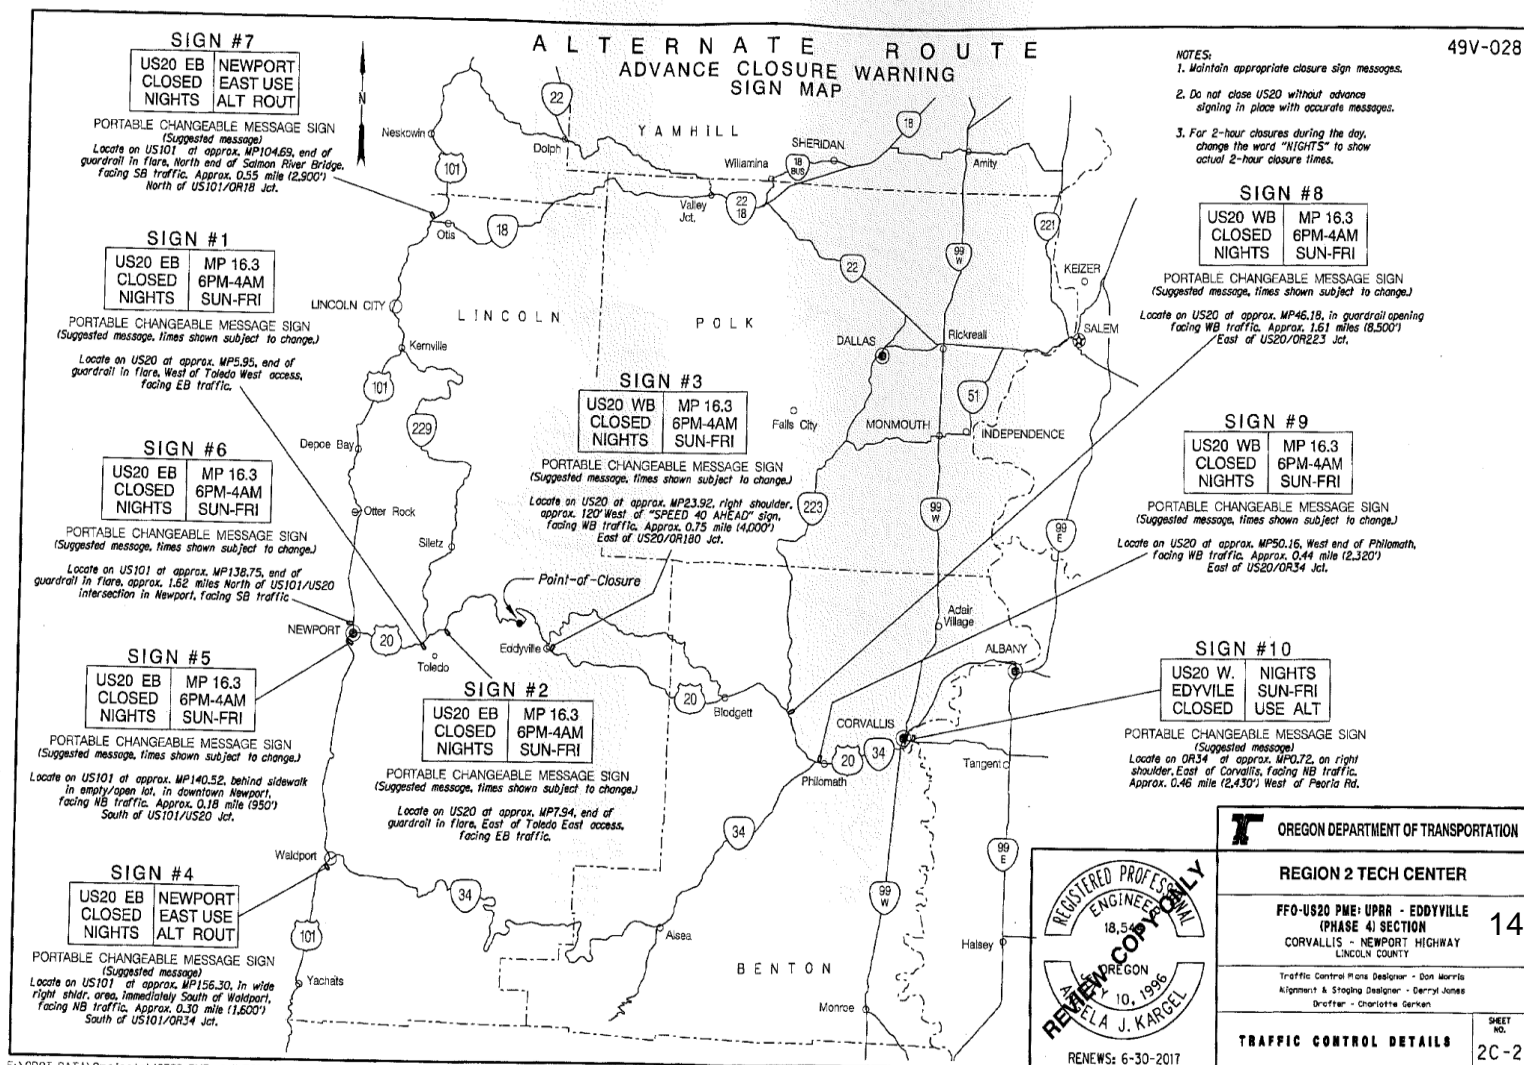 ALTERNATE ROUTE
ADVANCE CLOSURE WARNING
SIGN MAP
49V-028
NOTES:
1. Maintain appropriate closure sign messages.
2. Do not close US20 without advance
signing in place with accurate messages.
3. For 2-hour closures during the day,
change the word "NIGHTS" to show
actual 2-hour closure times.
SIGN #7
US20 EB NEWPORT
CLOSED EAST USE
NIGHTS ALT ROUT
PORTABLE CHANGEABLE MESSAGE SIGN
(Suggested message)
Locate on US101 at approx. MP104.69, end of
guardrail in flare, North end of Salmon River Bridge,
facing SB traffic. Approx. 0.55 mile (2,900')
North of US101/OR18 Jct.
SIGN #1
US20 EB MP 16.3
CLOSED 6PM-4AM
NIGHTS SUN-FRI
PORTABLE CHANGEABLE MESSAGE SIGN
(Suggested message, times shown subject to change.)
Locate on US20 at approx. MP5.95, end of
guardrail in flare, West of Toledo West access,
facing EB traffic.
SIGN #6
US20 EB MP 16.3
CLOSED 6PM-4AM
NIGHTS SUN-FRI
PORTABLE CHANGEABLE MESSAGE SIGN
(Suggested message, times shown subject to change.)
Locate on US101 at approx. MP138.75, end of
guardrail in flare, approx. 1.62 miles North of US101/US20
intersection in Newport, facing SB traffic
SIGN #5
US20 EB MP 16.3
CLOSED 6PM-4AM
NIGHTS SUN-FRI
PORTABLE CHANGEABLE MESSAGE SIGN
(Suggested message, times shown subject to change.)
Locate on US101 at approx. MP140.52, behind sidewalk
in empty/open lot, in downtown Newport,
facing NB traffic. Approx. 0.18 mile (950')
South of US101/US20 Jct.
SIGN #4
US20 EB NEWPORT
CLOSED EAST USE
NIGHTS ALT ROUT
PORTABLE CHANGEABLE MESSAGE SIGN
(Suggested message)
Locate on US101 at approx. MP156.30, in wide
right shldr. area, immediately South of Waldport,
facing NB traffic, Approx. 0.30 mile (1,600')
South of US101/OR34 Jct.
SIGN #3
US20 WB MP 16.3
CLOSED 6PM-4AM
NIGHTS SUN-FRI
PORTABLE CHANGEABLE MESSAGE SIGN
(Suggested message, times shown subject to change.)
Locate on US20 at approx. MP23.92, right shoulder,
approx. 120' West of "SPEED 40 AHEAD" sign,
facing WB traffic. Approx. 0.75 mile (4,000')
East of US20/OR180 Jct.
SIGN #2
US20 EB MP 16.3
CLOSED 6PM-4AM
NIGHTS SUN-FRI
PORTABLE CHANGEABLE MESSAGE SIGN
(Suggested message, times shown subject to change.)
Locate on US20 at approx. MP7.94, end of
guardrail in flare, East of Toledo East access,
facing EB traffic.
SIGN #8
US20 WB MP 16.3
CLOSED 6PM-4AM
NIGHTS SUN-FRI
PORTABLE CHANGEABLE MESSAGE SIGN
(Suggested message, times shown subject to change.)
Locate on US20 at approx. MP46.18, in guardrail opening
facing WB traffic. Approx. 1.61 miles (8,500')
East of US20/OR223 Jct.
SIGN #9
US20 WB MP 16.3
CLOSED 6PM-4AM
NIGHTS SUN-FRI
PORTABLE CHANGEABLE MESSAGE SIGN
(Suggested message, times shown subject to change.)
Locate on US20 at approx. MP50.16, West end of Philomath,
facing WB traffic. Approx. 0.44 mile (2,320')
East of US20/OR34 Jct.
SIGN #10
US20 W. NIGHTS
EDYVILE SUN-FRI
CLOSED USE ALT
PORTABLE CHANGEABLE MESSAGE SIGN
(Suggested message)
Locate on OR34 at approx. MP0.72, on right
shoulder, East of Corvallis, facing NB traffic.
Approx. 0.46 mile (2,430') West of Peoria Rd.
N
Neskowin
101
22
Dolph
YAMHILL
SHERIDAN
18
Willamina
18 BUS
Amity
Otis
18
Valley Jct.
22 18
221
99 W
22
KEIZER
LINCOLN CITY
LINCOLN
POLK
DALLAS
Rickreall
SALEM
Kernville
101
229
Depoe Bay
Falls City
MONMOUTH
51
INDEPENDENCE
Otter Rock
Siletz
223
99 W
99 E
Point-of-Closure
NEWPORT
20
Toledo
Eddyville
Adair Village
ALBANY
20
Blodgett
CORVALLIS
Philomath
20
34
Tangent
Waldport
34
34
99 W
99 E
101
Alsea
Halsey
Yachats
BENTON
Monroe
REGISTERED PROFESSIONAL
ENGINEER
OREGON
10, 1996
ANGELA J. KARGEL
REVIEW COPY ONLY
RENEWS: 6-30-2017
OREGON DEPARTMENT OF TRANSPORTATION
REGION 2 TECH CENTER
FFO-US20 PME: UPRR - EDDYVILLE
(PHASE 4) SECTION
CORVALLIS - NEWPORT HIGHWAY
LINCOLN COUNTY
14
Traffic Control Plans Designer - Don Morris
Alignment & Staging Designer - Darryl James
Drafter - Charlotte Gerken
TRAFFIC CONTROL DETAILS
SHEET NO.
2C-2